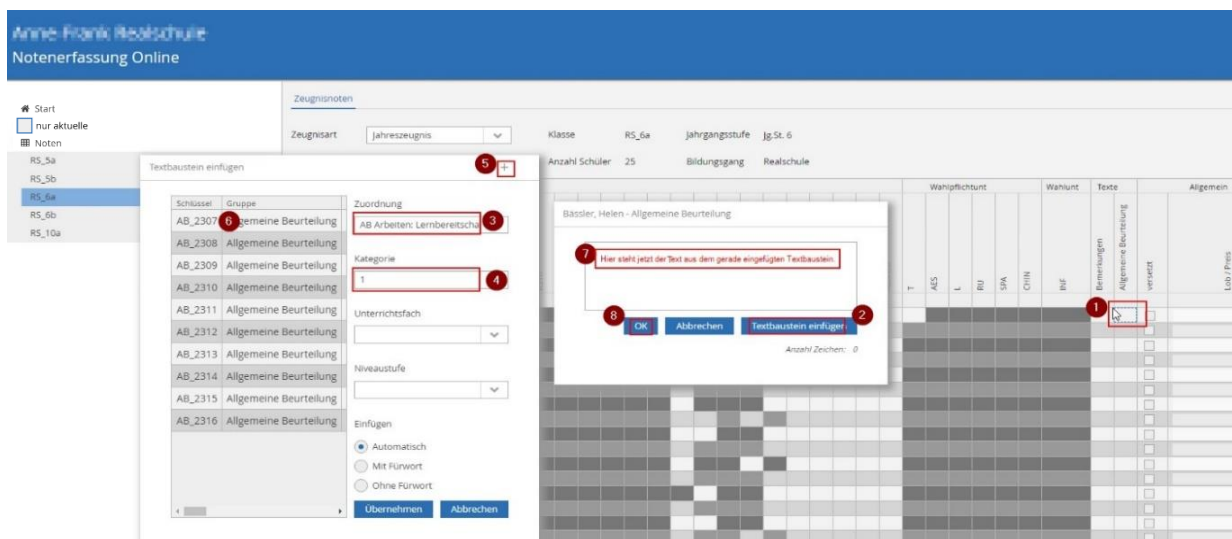 Anne-Frank Realschule
Notenerfassung Online
Start
nur aktuelle
Noten
RS_5a
RS_5b
RS_6a
RS_6b
RS_10a
Zeugnisnoten
Zeugnisart Jahreszeugnis Klasse RS_6a Jahrgangsstufe Jg.St. 6
Anzahl Schüler 25 Bildungsgang Realschule
Textbaustein einfügen 5 +
Schlüssel Gruppe
AB_2307 6 gemeine Beurteilung
AB_2308 Allgemeine Beurteilung
AB_2309 Allgemeine Beurteilung
AB_2310 Allgemeine Beurteilung
AB_2311 Allgemeine Beurteilung
AB_2312 Allgemeine Beurteilung
AB_2313 Allgemeine Beurteilung
AB_2314 Allgemeine Beurteilung
AB_2315 Allgemeine Beurteilung
AB_2316 Allgemeine Beurteilung
Zuordnung
AB Arbeiten: Lernbereitscha 3
Kategorie
1 4
Unterrichtsfach
Niveaustufe
Einfügen
Automatisch
Mit Fürwort
Ohne Fürwort
Übernehmen Abbrechen
Bässler, Helen - Allgemeine Beurteilung
7 Hier steht jetzt der Text aus dem gerade eingefügten Textbaustein.
8 OK Abbrechen Textbaustein einfügen 2
Anzahl Zeichen: 0
Wahlpflichtunt Wahlunt Texte Allgemein
T
AES
L
RU
SPA
CHIN
INF
Bemerkungen
Allgemeine Beurteilung
versetzt
Lob / Preis
1